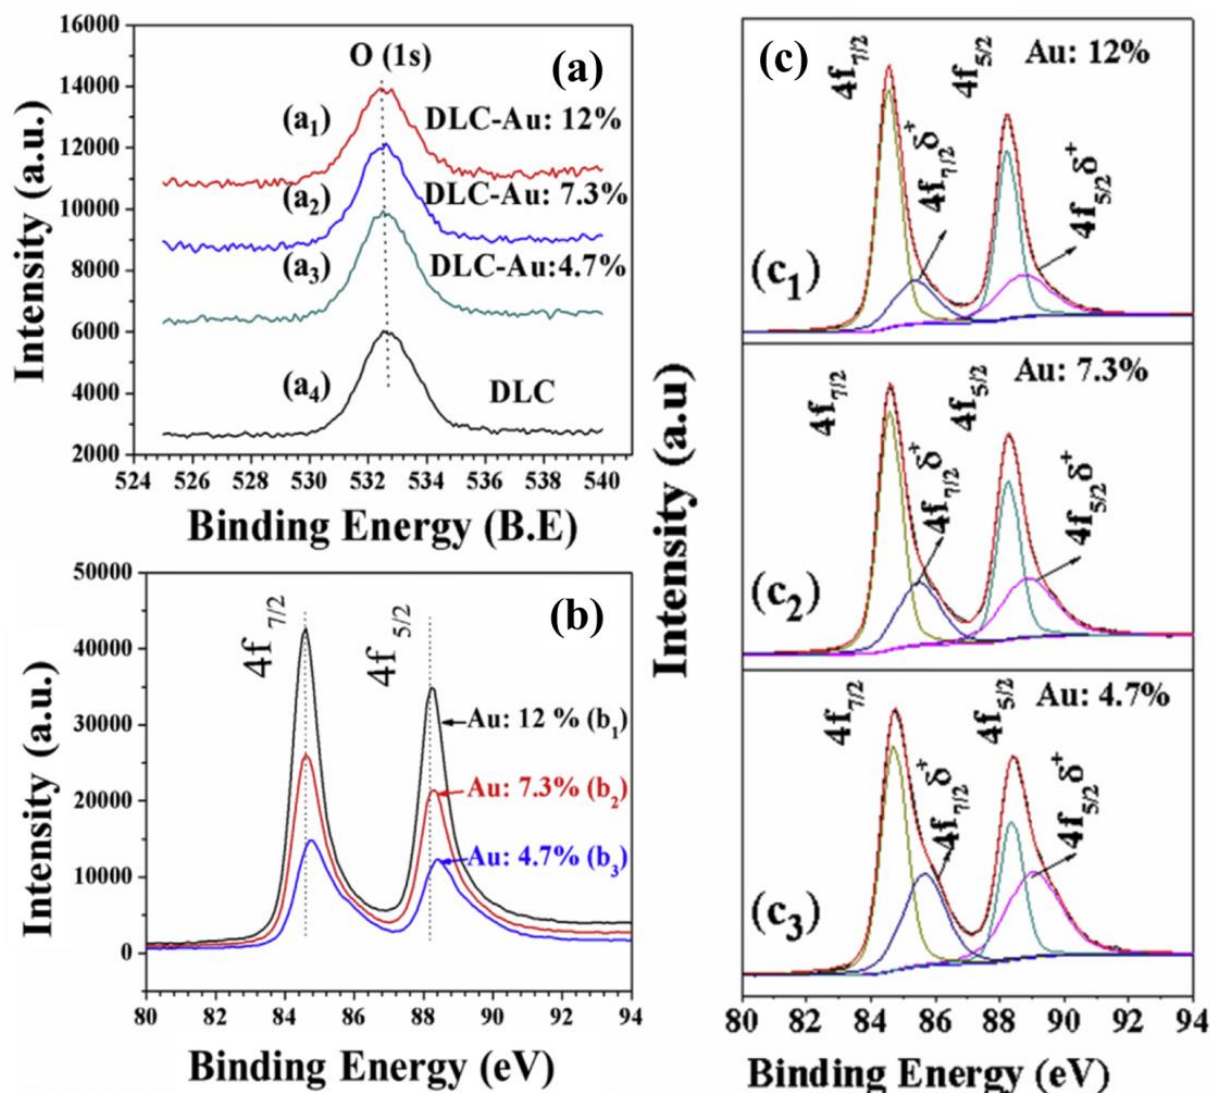 O (1s)
(a)
(a1) DLC-Au: 12%
(a2) DLC-Au: 7.3%
(a3) DLC-Au:4.7%
(a4) DLC
16000
14000
12000
10000
8000
6000
4000
2000
Intensity (a.u.)
524 526 528 530 532 534 536 538 540
Binding Energy (B.E)
(b)
4f 7/2
4f 5/2
Au: 12 % (b1)
Au: 7.3% (b2)
Au: 4.7% (b3)
50000
40000
30000
20000
10000
0
Intensity (a.u.)
80 82 84 86 88 90 92 94
Binding Energy (eV)
(c)
Au: 12%
4f7/2
4f7/2δ+
4f5/2
4f5/2δ+
(c1)
Au: 7.3%
4f7/2
4f7/2δ+
4f5/2
4f5/2δ+
(c2)
Au: 4.7%
4f7/2
4f7/2δ+
4f5/2
4f5/2δ+
(c3)
Intensity (a.u)
80 82 84 86 88 90 92 94
Binding Energy (eV)